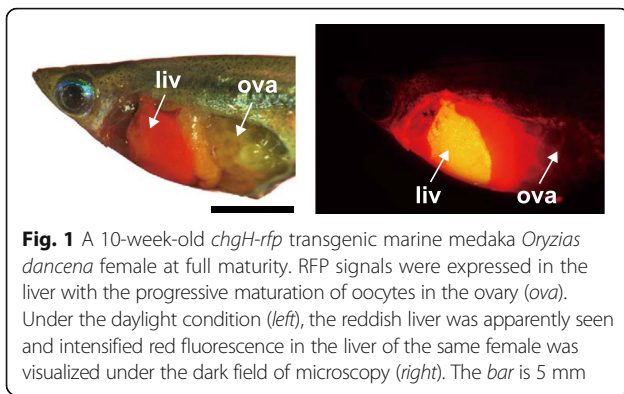 liv
ova
liv
ova
Fig. 1 A 10-week-old chgH-rfp transgenic marine medaka Oryzias
dancena female at full maturity. RFP signals were expressed in the
liver with the progressive maturation of oocytes in the ovary (ova).
Under the daylight condition (left), the reddish liver was apparently seen
and intensified red fluorescence in the liver of the same female was
visualized under the dark field of microscopy (right). The bar is 5 mm